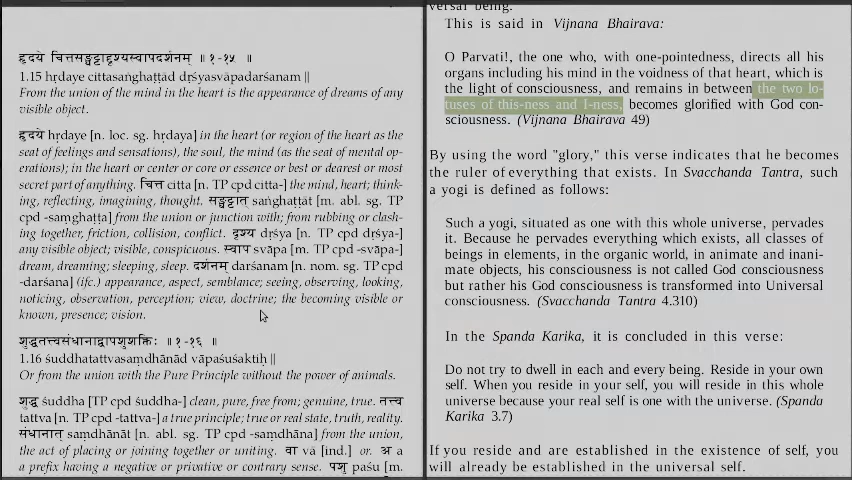 हृदये चित्तसङ्घट्टाद्दृश्यस्वापदर्शनम् ॥१-१५॥
1.15 hṛdaye cittasaṅghaṭṭād dṛśyasvāpadarśanam ||
From the union of the mind in the heart is the appearance of dreams of any
visible object.
हृदये hṛdaye [n. loc. sg. hṛdaya] in the heart (or region of the heart as the
seat of feelings and sensations), the soul, the mind (as the seat of mental op-
erations); in the heart or center or core or essence or best or dearest or most
secret part of anything. चित्त citta [n. TP cpd citta-] the mind, heart; think-
ing, reflecting, imagining, thought. सङ्घट्टात् saṅghaṭṭāt [m. abl. sg. TP
cpd -saṃghaṭṭa] from the union or junction with; from rubbing or clash-
ing together, friction, collision, conflict. दृश्य dṛśya [n. TP cpd dṛśya-]
any visible object; visible, conspicuous. स्वाप svāpa [m. TP cpd -svāpa-]
dream, dreaming; sleeping, sleep. दर्शनम् darśanam [n. nom. sg. TP cpd
-darśana] (ifc.) appearance, aspect, semblance; seeing, observing, looking,
noticing, observation, perception; view, doctrine; the becoming visible or
known, presence; vision.
शुद्धतत्त्वसंधानाद्वापशुशक्तिः ॥१-१६॥
1.16 śuddhatattvasaṃdhānād vāpaśuśaktiḥ ||
Or from the union with the Pure Principle without the power of animals.
शुद्ध śuddha [TP cpd śuddha-] clean, pure, free from; genuine, true. तत्त्व
tattva [n. TP cpd -tattva-] a true principle; true or real state, truth, reality.
संधानात् saṃdhānāt [n. abl. sg. TP cpd -saṃdhāna] from the union,
the act of placing or joining together or uniting. वा vā [ind.] or. अ a
a prefix having a negative or privative or contrary sense. पशु paśu [m.
versal being.
This is said in Vijnana Bhairava:
O Parvati!, the one who, with one-pointedness, directs all his
organs including his mind in the voidness of that heart, which is
the light of consciousness, and remains in between the two lo-
tuses of this-ness and I-ness, becomes glorified with God con-
sciousness. (Vijnana Bhairava 49)
By using the word "glory," this verse indicates that he becomes
the ruler of everything that exists. In Svacchanda Tantra, such
a yogi is defined as follows:
Such a yogi, situated as one with this whole universe, pervades
it. Because he pervades everything which exists, all classes of
beings in elements, in the organic world, in animate and inani-
mate objects, his consciousness is not called God consciousness
but rather his God consciousness is transformed into Universal
consciousness. (Svacchanda Tantra 4.310)
In the Spanda Karika, it is concluded in this verse:
Do not try to dwell in each and every being. Reside in your own
self. When you reside in your self, you will reside in this whole
universe because your real self is one with the universe. (Spanda
Karika 3.7)
If you reside and are established in the existence of self, you
will already be established in the universal self.